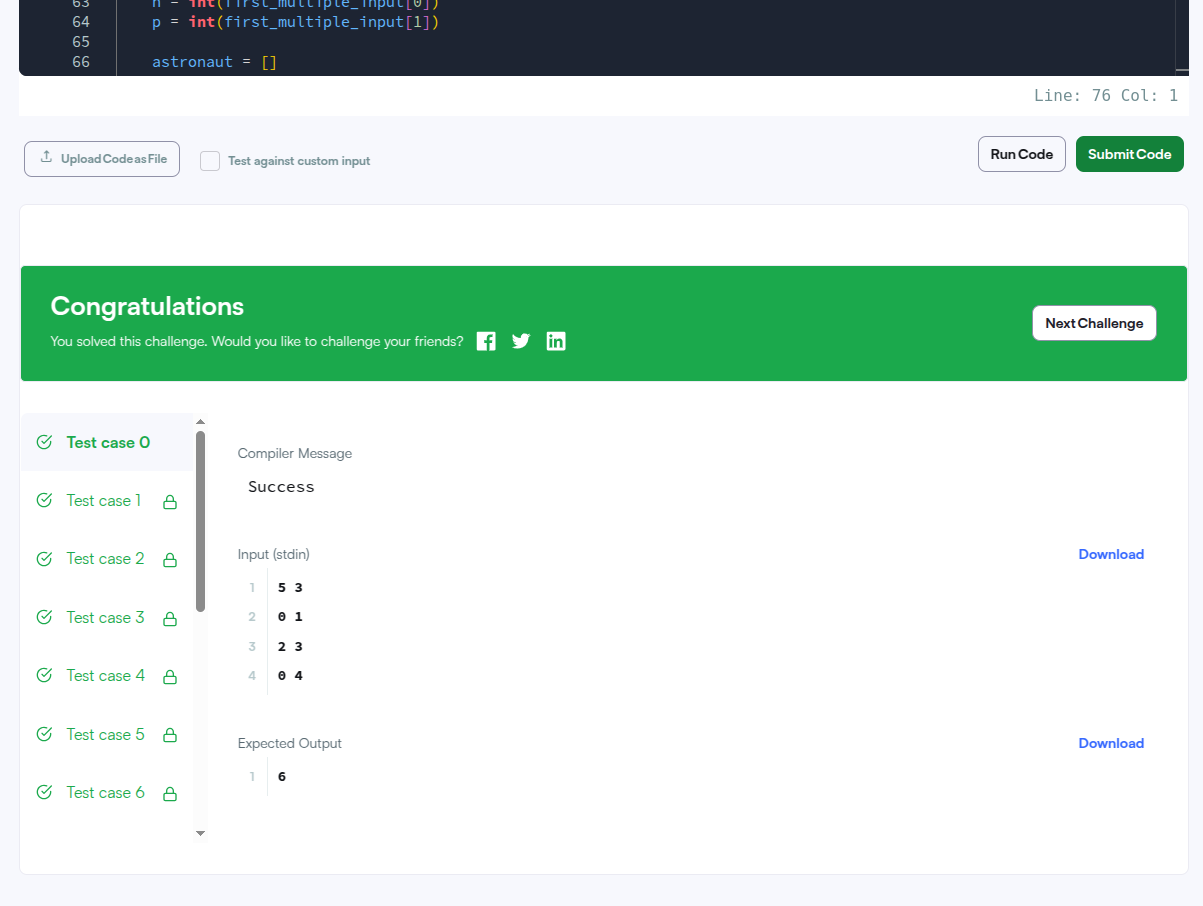 63 n = int(first_multiple_input[0])
64 p = int(first_multiple_input[1])
65
66 astronaut = []
Line: 76 Col: 1
Upload Code as File
Test against custom input
Run Code
Submit Code
Congratulations
You solved this challenge. Would you like to challenge your friends?
Next Challenge
Test case 0
Test case 1
Test case 2
Test case 3
Test case 4
Test case 5
Test case 6
Compiler Message
Success
Input (stdin)
Download
1 5 3
2 0 1
3 2 3
4 0 4
Expected Output
Download
1 6